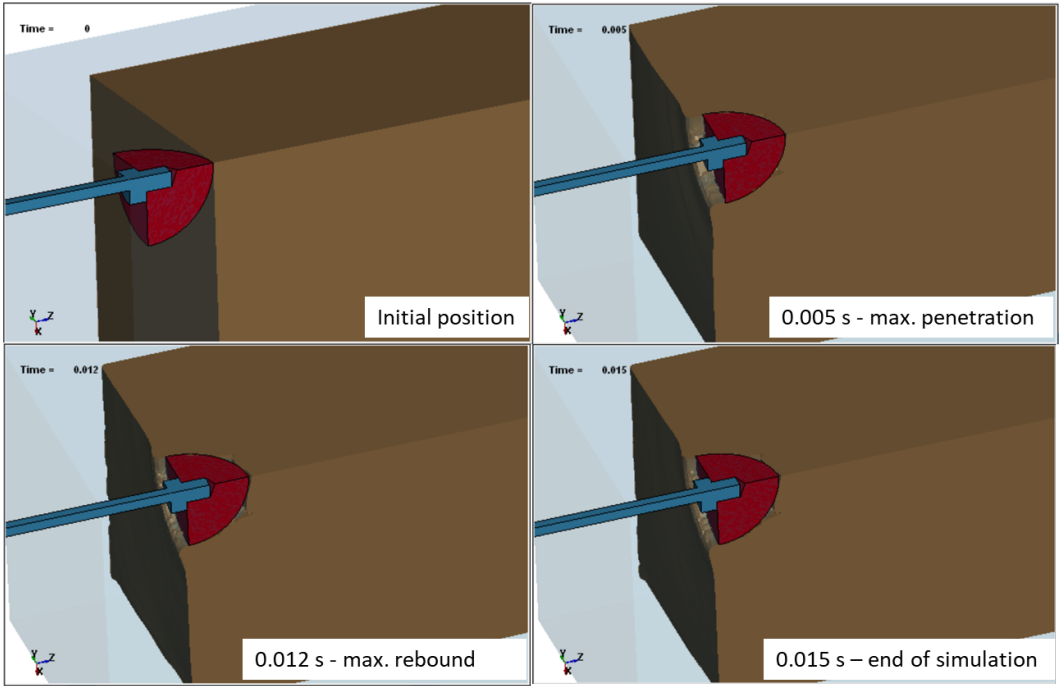 Time = 0
Y
Z
X
Initial position
Time = 0.005
Y
Z
X
0.005 s - max. penetration
Time = 0.012
Y
Z
X
0.012 s - max. rebound
Time = 0.015
Y
Z
X
0.015 s – end of simulation